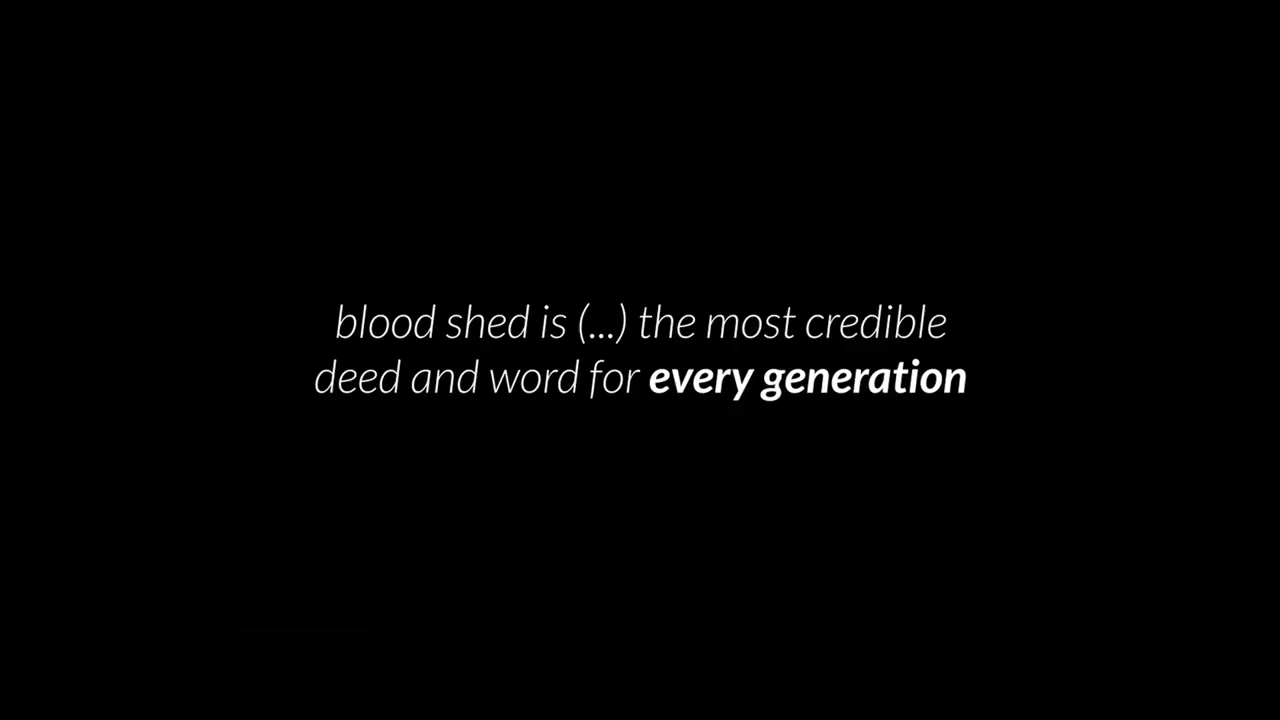 blood shed is (...) the most credible
deed and word for every generation